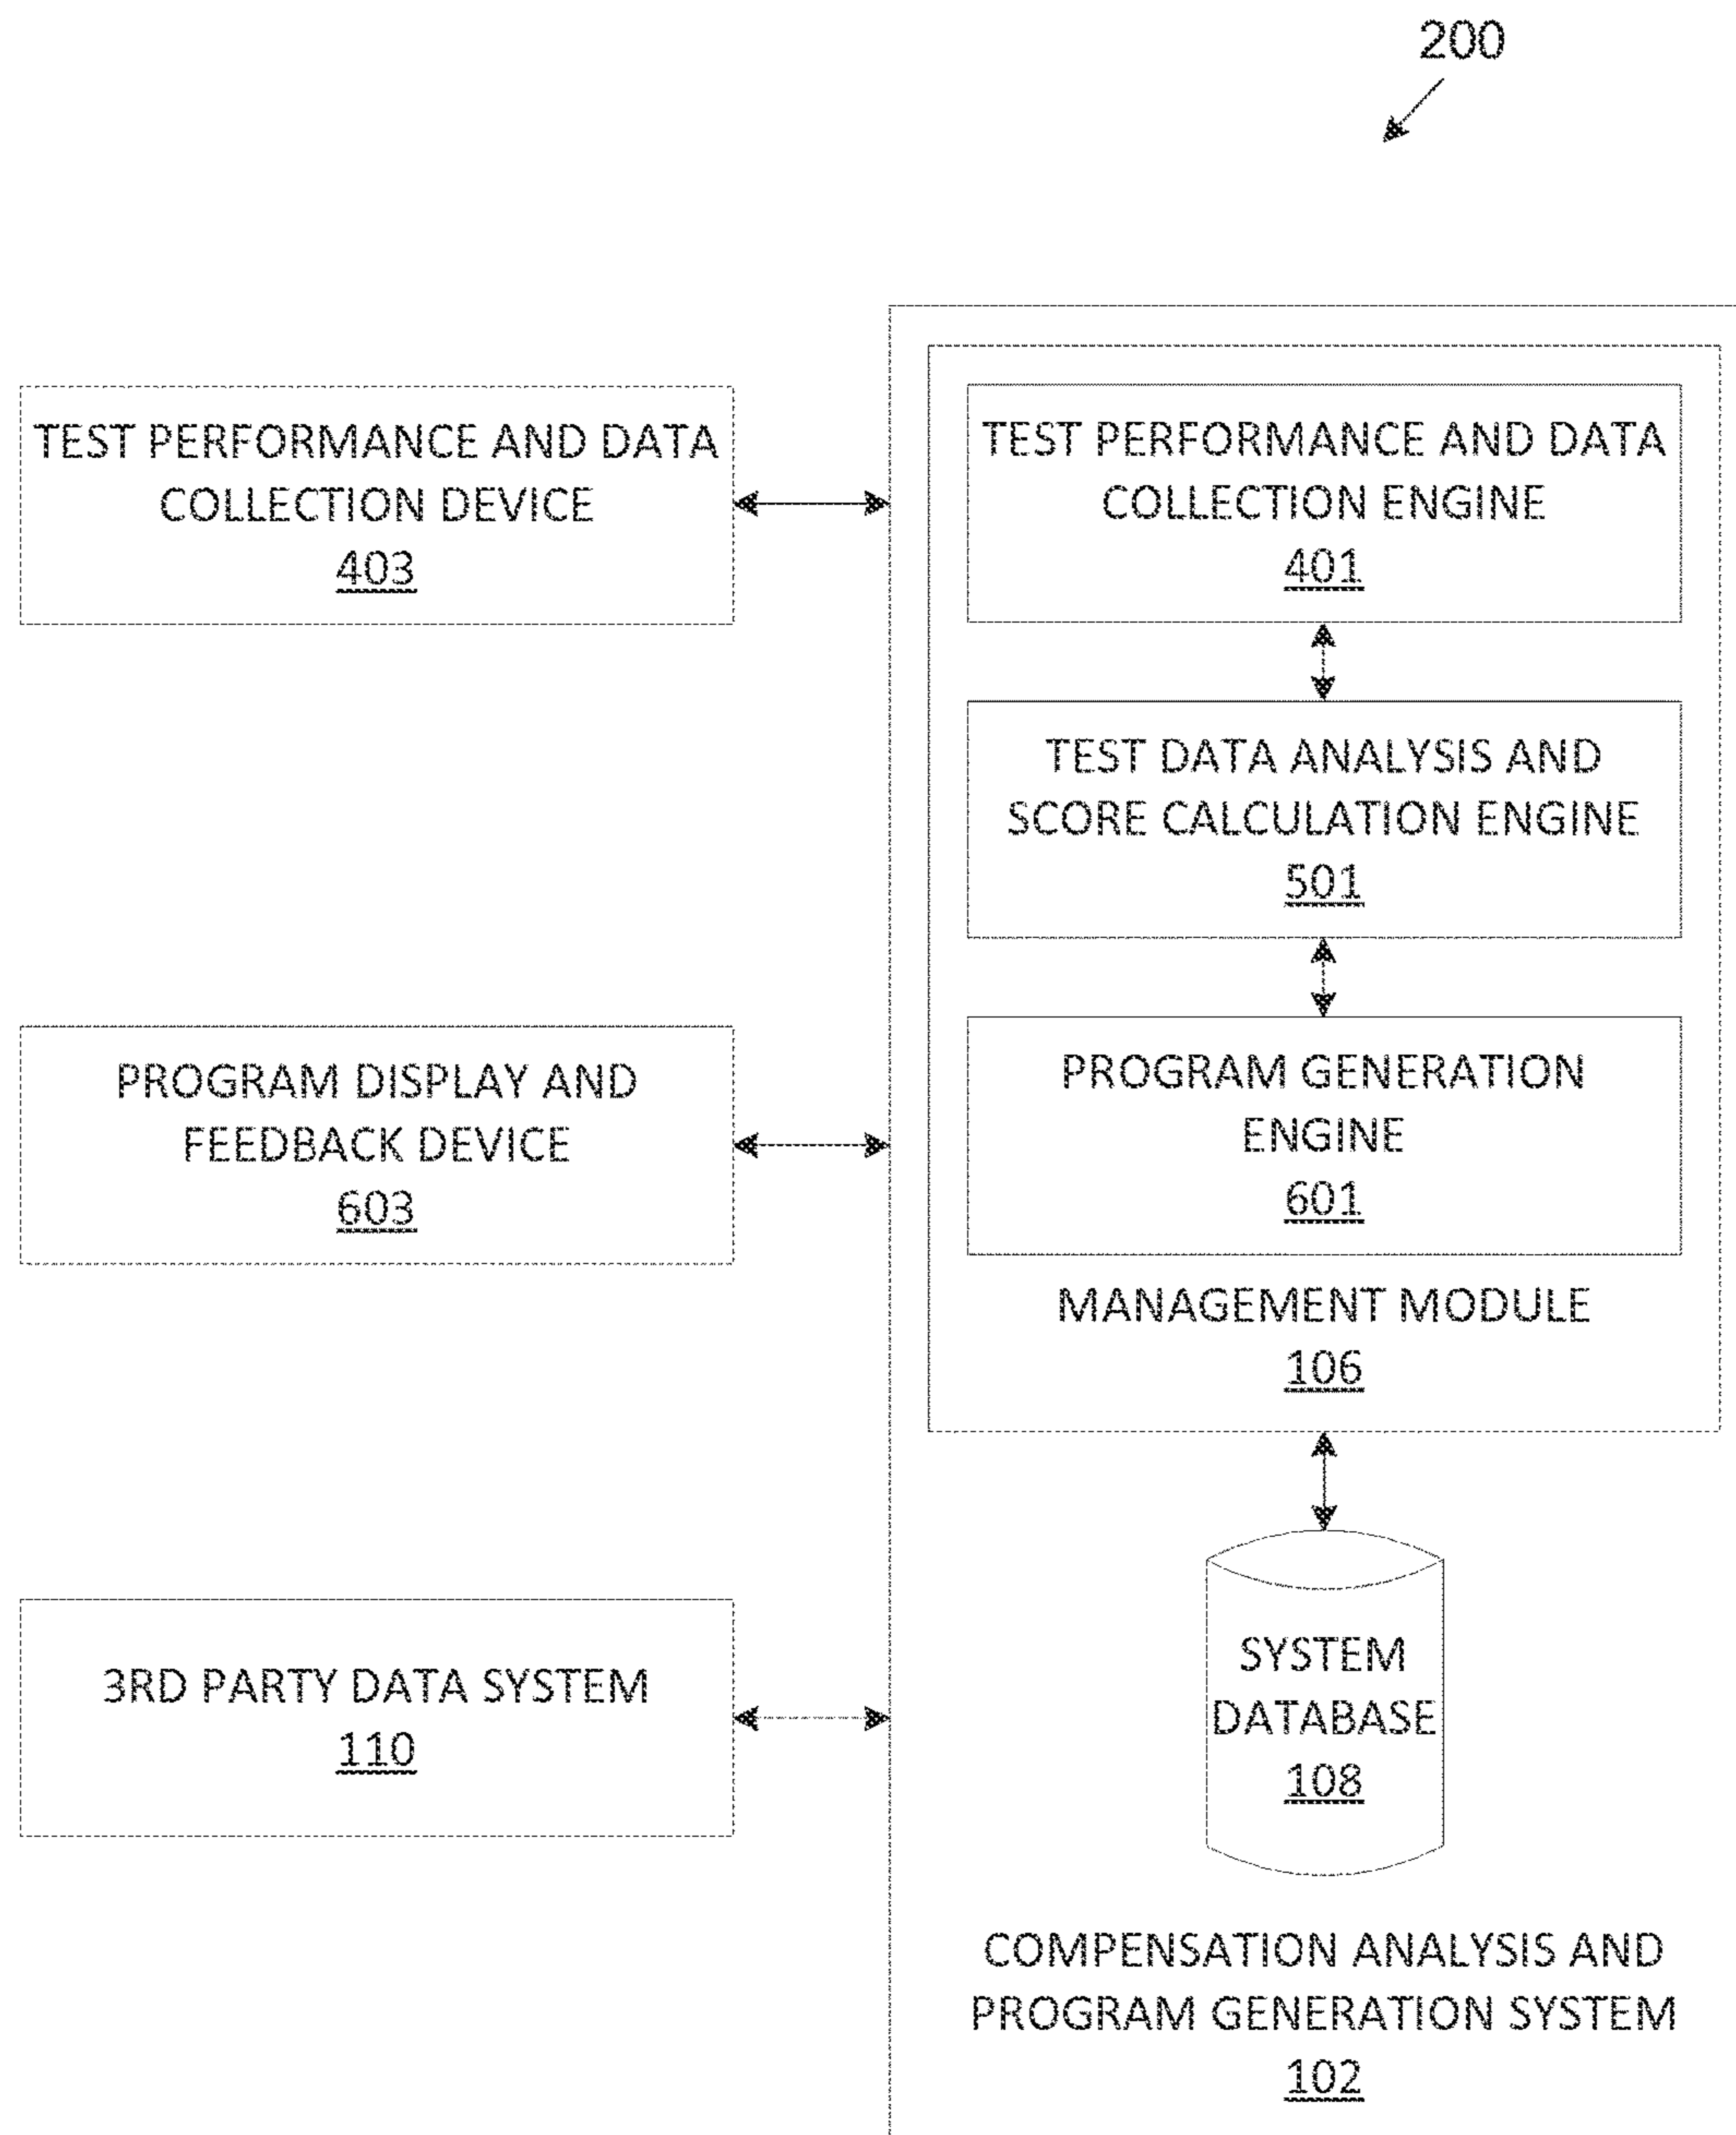 200
TEST PERFORMANCE AND DATA
COLLECTION DEVICE
403
TEST PERFORMANCE AND DATA
COLLECTION ENGINE
401
TEST DATA ANALYSIS AND
SCORE CALCULATION ENGINE
501
PROGRAM DISPLAY AND
FEEDBACK DEVICE
603
PROGRAM GENERATION
ENGINE
601
MANAGEMENT MODULE
106
3RD PARTY DATA SYSTEM
110
SYSTEM
DATABASE
108
COMPENSATION ANALYSIS AND
PROGRAM GENERATION SYSTEM
102